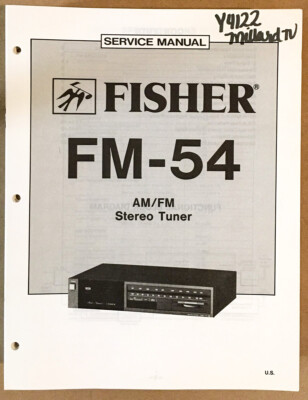 Y4122
Millard TV
SERVICE MANUAL
FISHER®
FM-54
AM/FM
Stereo Tuner
U.S.